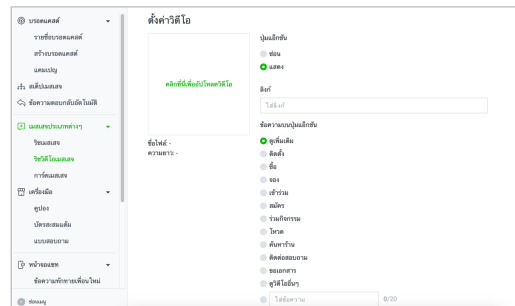 บรอดแคสต์
รายชื่อบรอดแคสต์
สร้างบรอดแคสต์
แคมเปญ
สเต็ปเมสเสจ
ข้อความตอบกลับอัตโนมัติ
เมสเสจประเภทต่างๆ
ริชเมสเสจ
ริชวิดีโอเมสเสจ
การ์ดเมสเสจ
เครื่องมือ
คูปอง
บัตรสะสมแต้ม
แบบสอบถาม
หน้าจอแชท
ข้อความทักทายเพื่อนใหม่
ซ่อนเมนู
ตั้งค่าวิดีโอ
คลิกที่นี่เพื่ออัปโหลดวิดีโอ
ชื่อไฟล์: -
ความยาว: -
ปุ่มแอ็กชัน
ซ่อน
แสดง
ลิงก์
ใส่ลิงก์
ข้อความบนปุ่มแอ็กชัน
ดูเพิ่มเติม
ติดตั้ง
ซื้อ
จอง
เข้าร่วม
สมัคร
ร่วมกิจกรรม
โหวต
ค้นหาร้าน
ติดต่อสอบถาม
ขอเอกสาร
ดูวิดีโออื่นๆ
ใส่ข้อความ 0/20